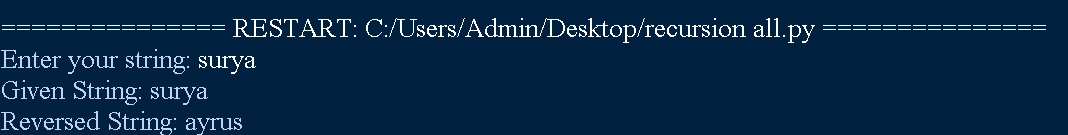 =============== RESTART: C:/Users/Admin/Desktop/recursion all.py ===============
Enter your string: surya
Given String: surya
Reversed String: ayrus